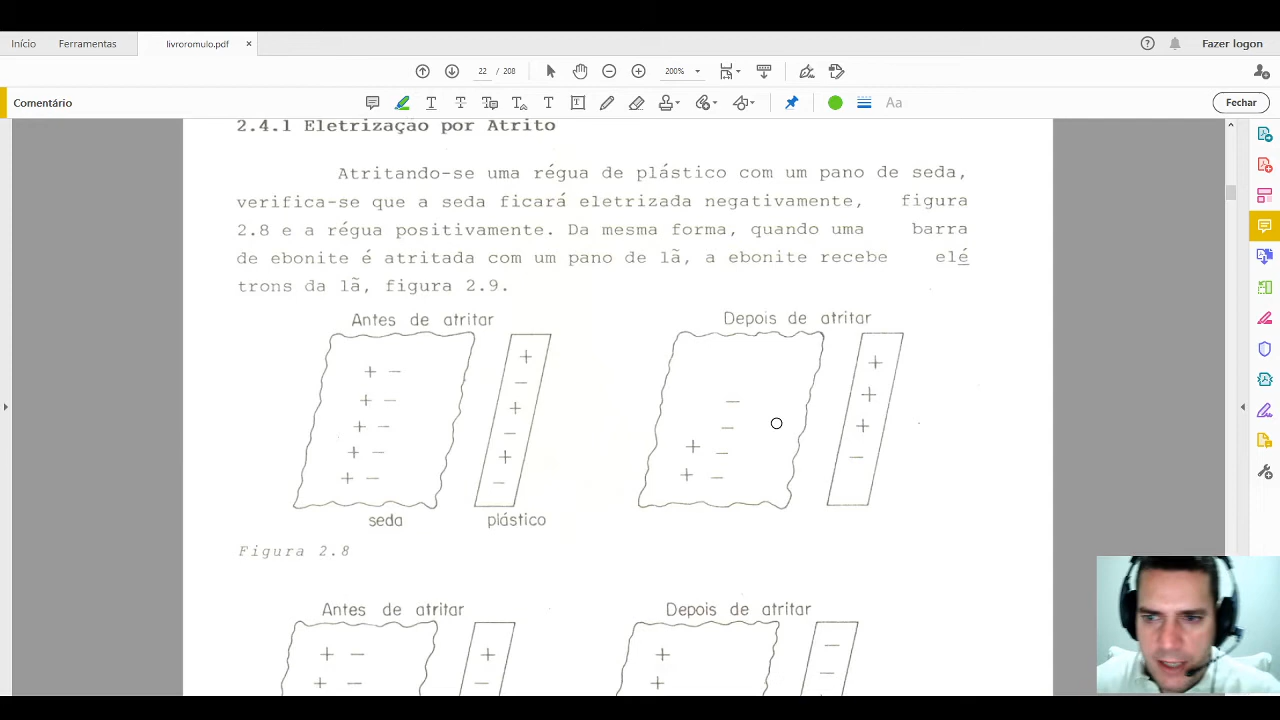 Início Ferramentas livroromulo.pdf × Fazer logon
22 / 208 200%
Comentário Aa Fechar
2.4.1 Eletrização por Atrito
Atritando-se uma régua de plástico com um pano de seda,
verifica-se que a seda ficará eletrizada negativamente, figura
2.8 e a régua positivamente. Da mesma forma, quando uma barra
de ebonite é atritada com um pano de lã, a ebonite recebe elé
trons da lã, figura 2.9.
Antes de atritar Depois de atritar
+ − + − + − + − + −
+ − + − + −
− − + − + −
+ + + −
seda plástico
Figura 2.8
Antes de atritar Depois de atritar
+ − + − + −
+ + − −